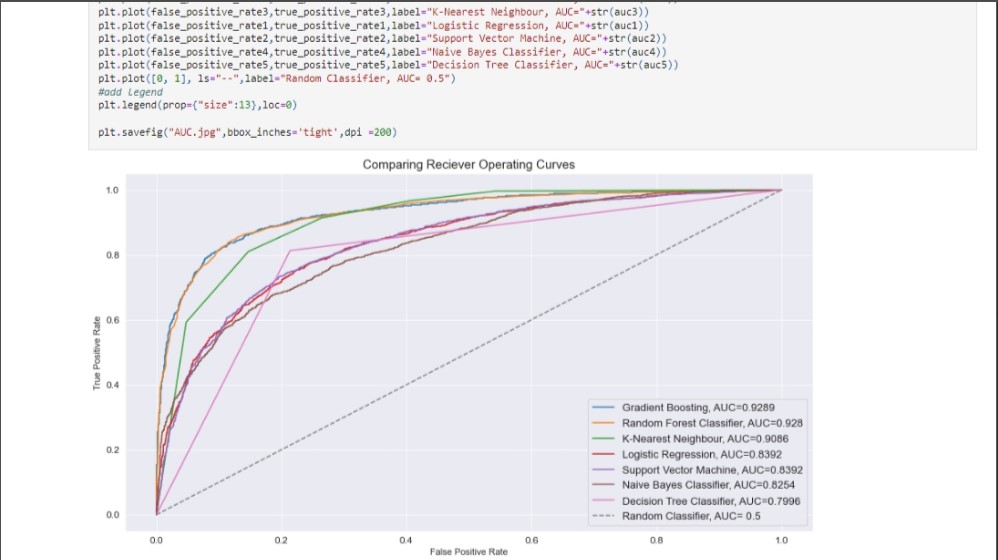 plt.plot(false_positive_rate3,true_positive_rate3,label="K-Nearest Neighbour, AUC="+str(auc3))
plt.plot(false_positive_rate1,true_positive_rate1,label="Logistic Regression, AUC="+str(auc1))
plt.plot(false_positive_rate2,true_positive_rate2,label="Support Vector Machine, AUC="+str(auc2))
plt.plot(false_positive_rate4,true_positive_rate4,label="Naive Bayes Classifier, AUC="+str(auc4))
plt.plot(false_positive_rate5,true_positive_rate5,label="Decision Tree Classifier, AUC="+str(auc5))
plt.plot([0, 1], ls="--",label="Random Classifier, AUC= 0.5")
#add legend
plt.legend(prop={"size":13},loc=0)
plt.savefig("AUC.jpg",bbox_inches='tight',dpi =200)
Comparing Reciever Operating Curves
1.0
0.8
0.6
0.4
0.2
0.0
True Positive Rate
Gradient Boosting, AUC=0.9289
Random Forest Classifier, AUC=0.928
K-Nearest Neighbour, AUC=0.9086
Logistic Regression, AUC=0.8392
Support Vector Machine, AUC=0.8392
Naive Bayes Classifier, AUC=0.8254
Decision Tree Classifier, AUC=0.7996
Random Classifier, AUC= 0.5
0.0 0.2 0.4 0.6 0.8 1.0
False Positive Rate